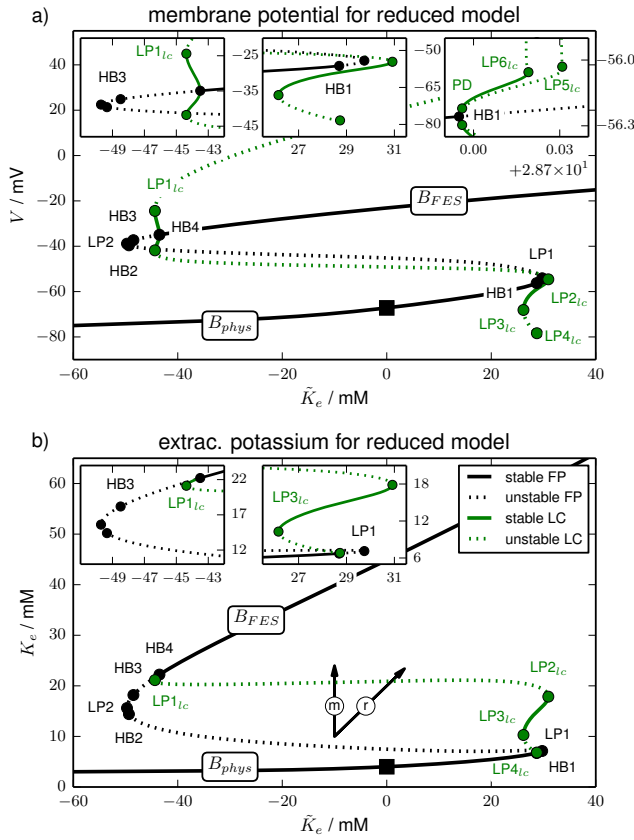 a) membrane potential for reduced model
LP1lc
HB3
−49 −47 −45 −43
−25
−35
−45
HB1
27 29 31
−50
−65
−80
LP6lc
PD
LP5lc
HB1
−56.0
−56.3
0.00 0.03
+2.87×10¹
40
20
0
−20
−40
−60
−80
V / mV
LP1lc
HB3
HB4
LP2
HB2
B_FES
LP1
HB1
LP2lc
LP3lc
LP4lc
B_phys
−60 −40 −20 0 20 40
K̃e / mM
b) extrac. potassium for reduced model
HB3
LP1lc
22
17
12
−49 −47 −45 −43
LP3lc
LP1
18
12
6
27 29 31
stable FP
unstable FP
stable LC
unstable LC
60
50
40
30
20
10
0
Ke / mM
B_FES
HB4
HB3
LP1lc
LP2
HB2
m r
LP2lc
LP3lc
LP1
HB1
LP4lc
B_phys
−60 −40 −20 0 20 40
K̃e / mM